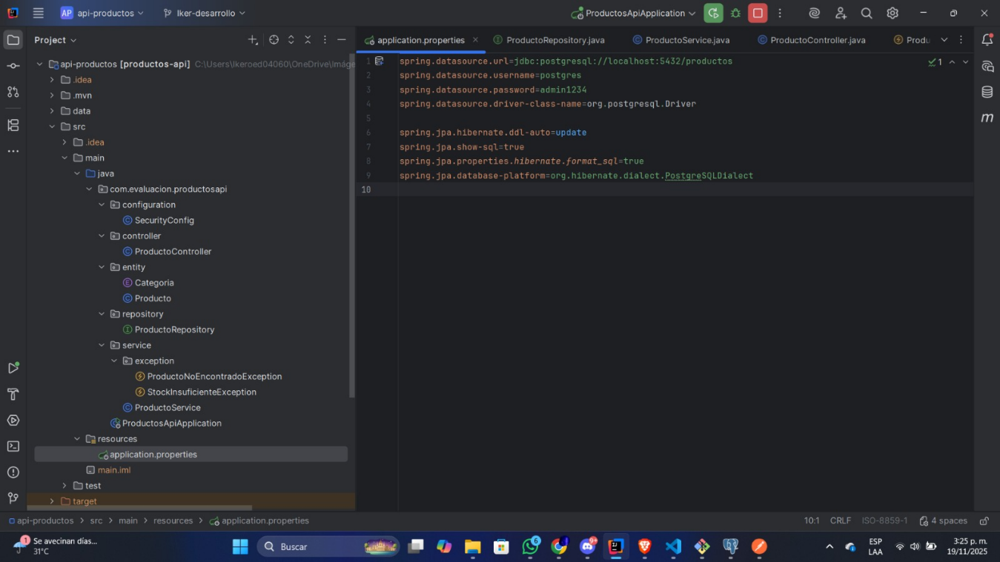 AP api-productos
Iker-desarrollo
ProductosApiApplication
Project
application.properties
ProductoRepository.java
ProductoService.java
ProductoController.java
Produ
api-productos [productos-api] C:\Users\Ikeroed04060\OneDrive\Imáge
.idea
.mvn
data
src
.idea
main
java
com.evaluacion.productosapi
configuration
SecurityConfig
controller
ProductoController
entity
Categoria
Producto
repository
ProductoRepository
service
exception
ProductoNoEncontradoException
StockInsuficienteException
ProductoService
ProductosApiApplication
resources
application.properties
main.iml
test
target
1 spring.datasource.url=jdbc:postgresql://localhost:5432/productos
2 spring.datasource.username=postgres
3 spring.datasource.password=admin1234
4 spring.datasource.driver-class-name=org.postgresql.Driver
5
6 spring.jpa.hibernate.ddl-auto=update
7 spring.jpa.show-sql=true
8 spring.jpa.properties.hibernate.format_sql=true
9 spring.jpa.database-platform=org.hibernate.dialect.PostgreSQLDialect
10
1
m
api-productos > src > main > resources > application.properties
10:1 CRLF ISO-8859-1 4 spaces
1
Se avecinan días...
31°C
Buscar
6
9+
ESP
LAA
3:25 p. m.
19/11/2025